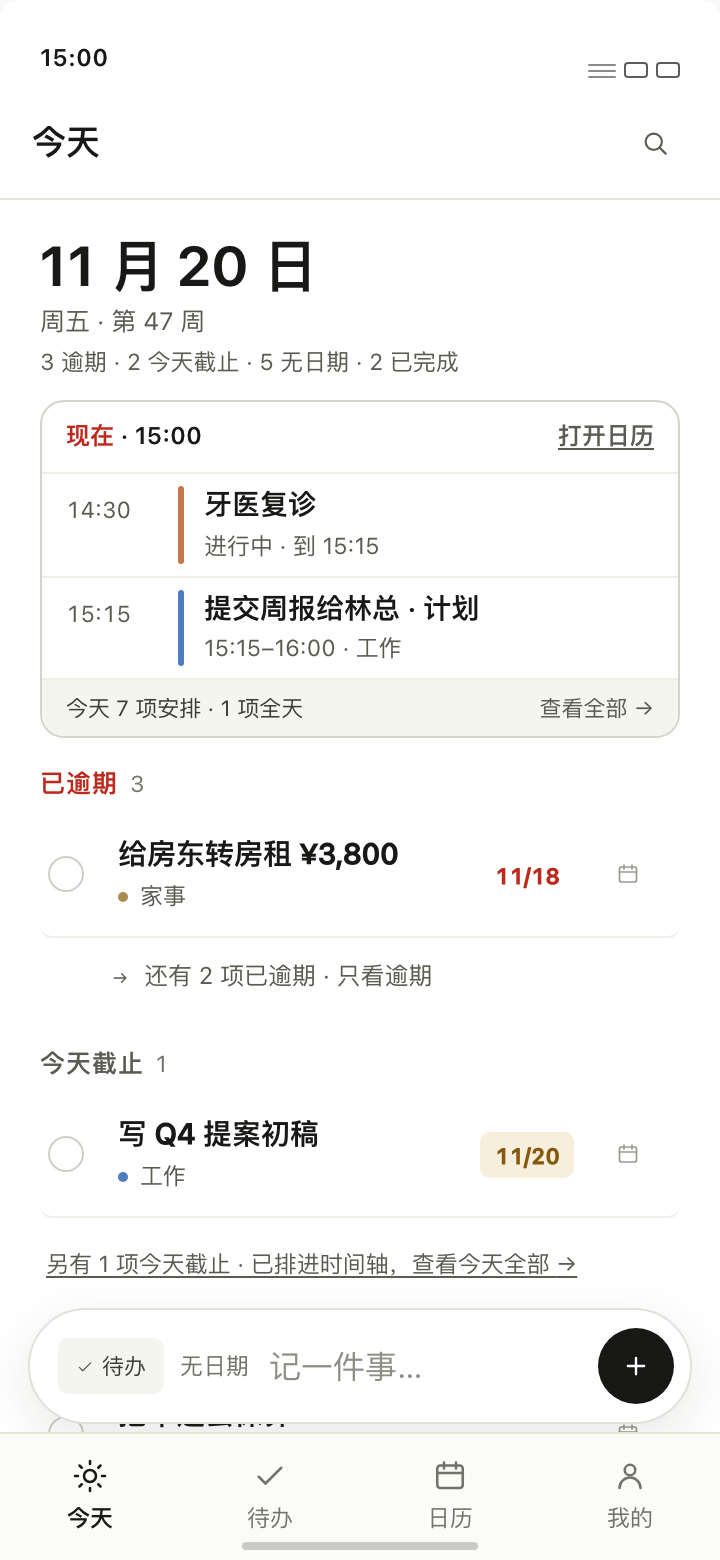 15:00
今天
11 月 20 日
周五 · 第 47 周
3 逾期 · 2 今天截止 · 5 无日期 · 2 已完成
现在 · 15:00 打开日历
14:30 牙医复诊
进行中 · 到 15:15
15:15 提交周报给林总 · 计划
15:15–16:00 · 工作
今天 7 项安排 · 1 项全天 查看全部 →
已逾期 3
给房东转房租 ¥3,800 11/18
家事
→ 还有 2 项已逾期 · 只看逾期
今天截止 1
写 Q4 提案初稿 11/20
工作
另有 1 项今天截止 · 已排进时间轴，查看今天全部 →
待办 无日期 记一件事...
今天 待办 日历 我的